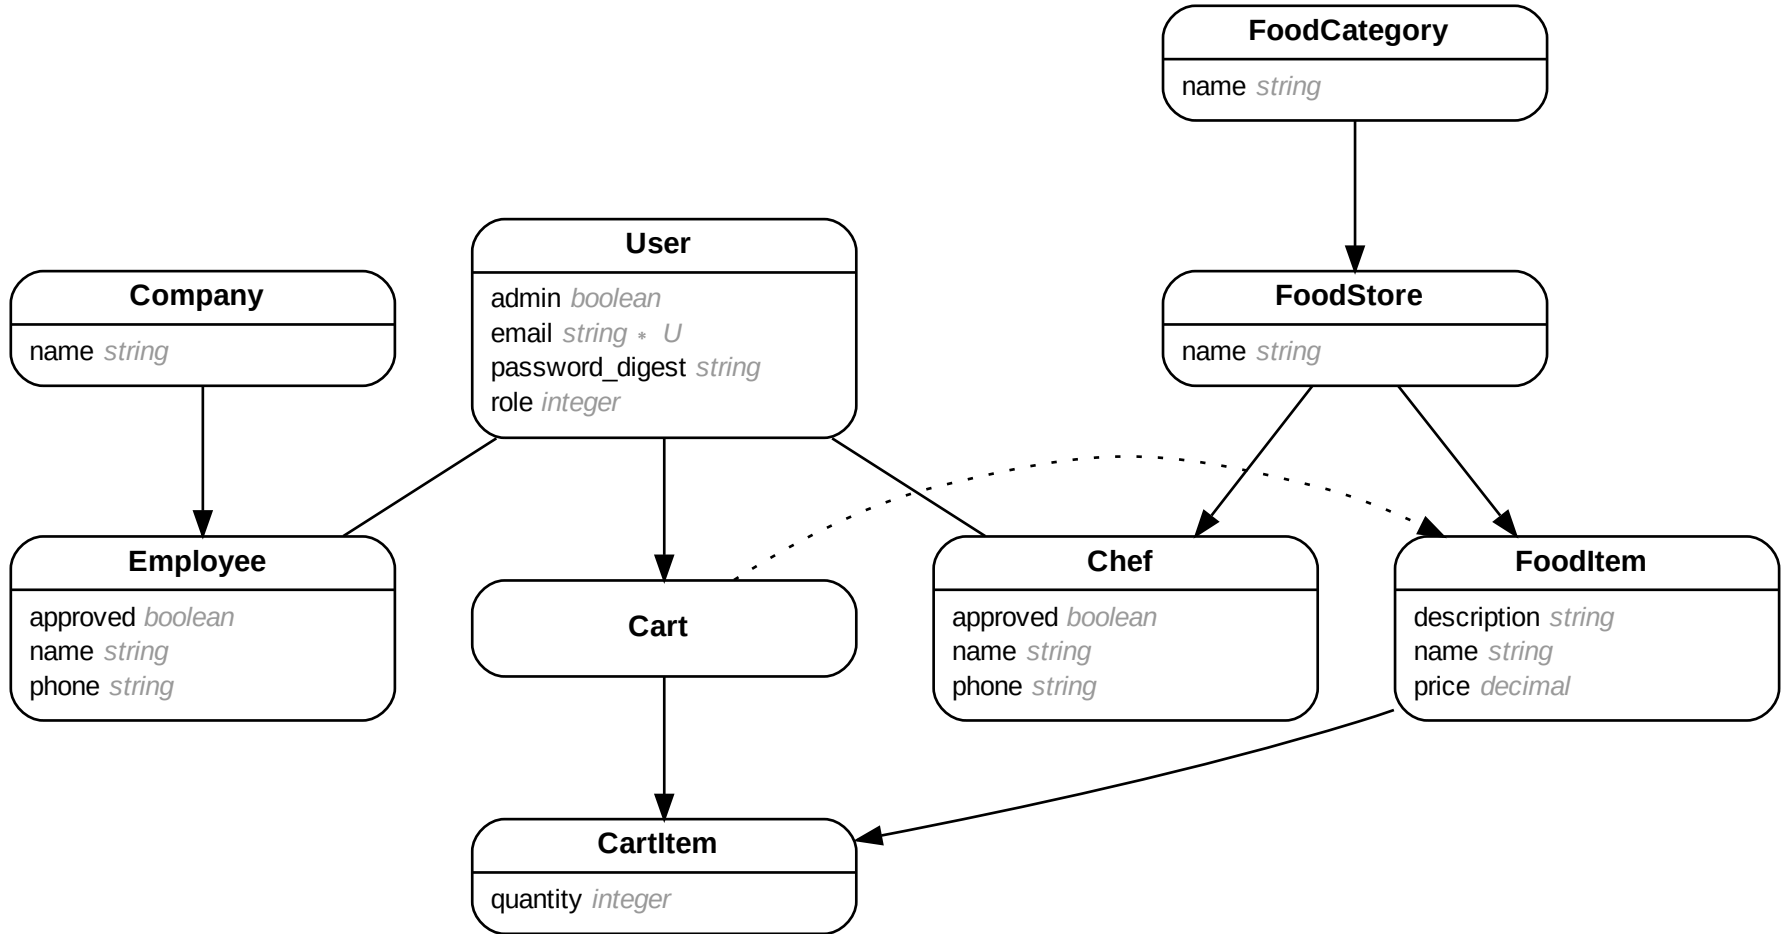 FoodCategory
name string
User
admin boolean
email string * U
password_digest string
role integer
Company
name string
FoodStore
name string
Employee
approved boolean
name string
phone string
Cart
Chef
approved boolean
name string
phone string
FoodItem
description string
name string
price decimal
CartItem
quantity integer